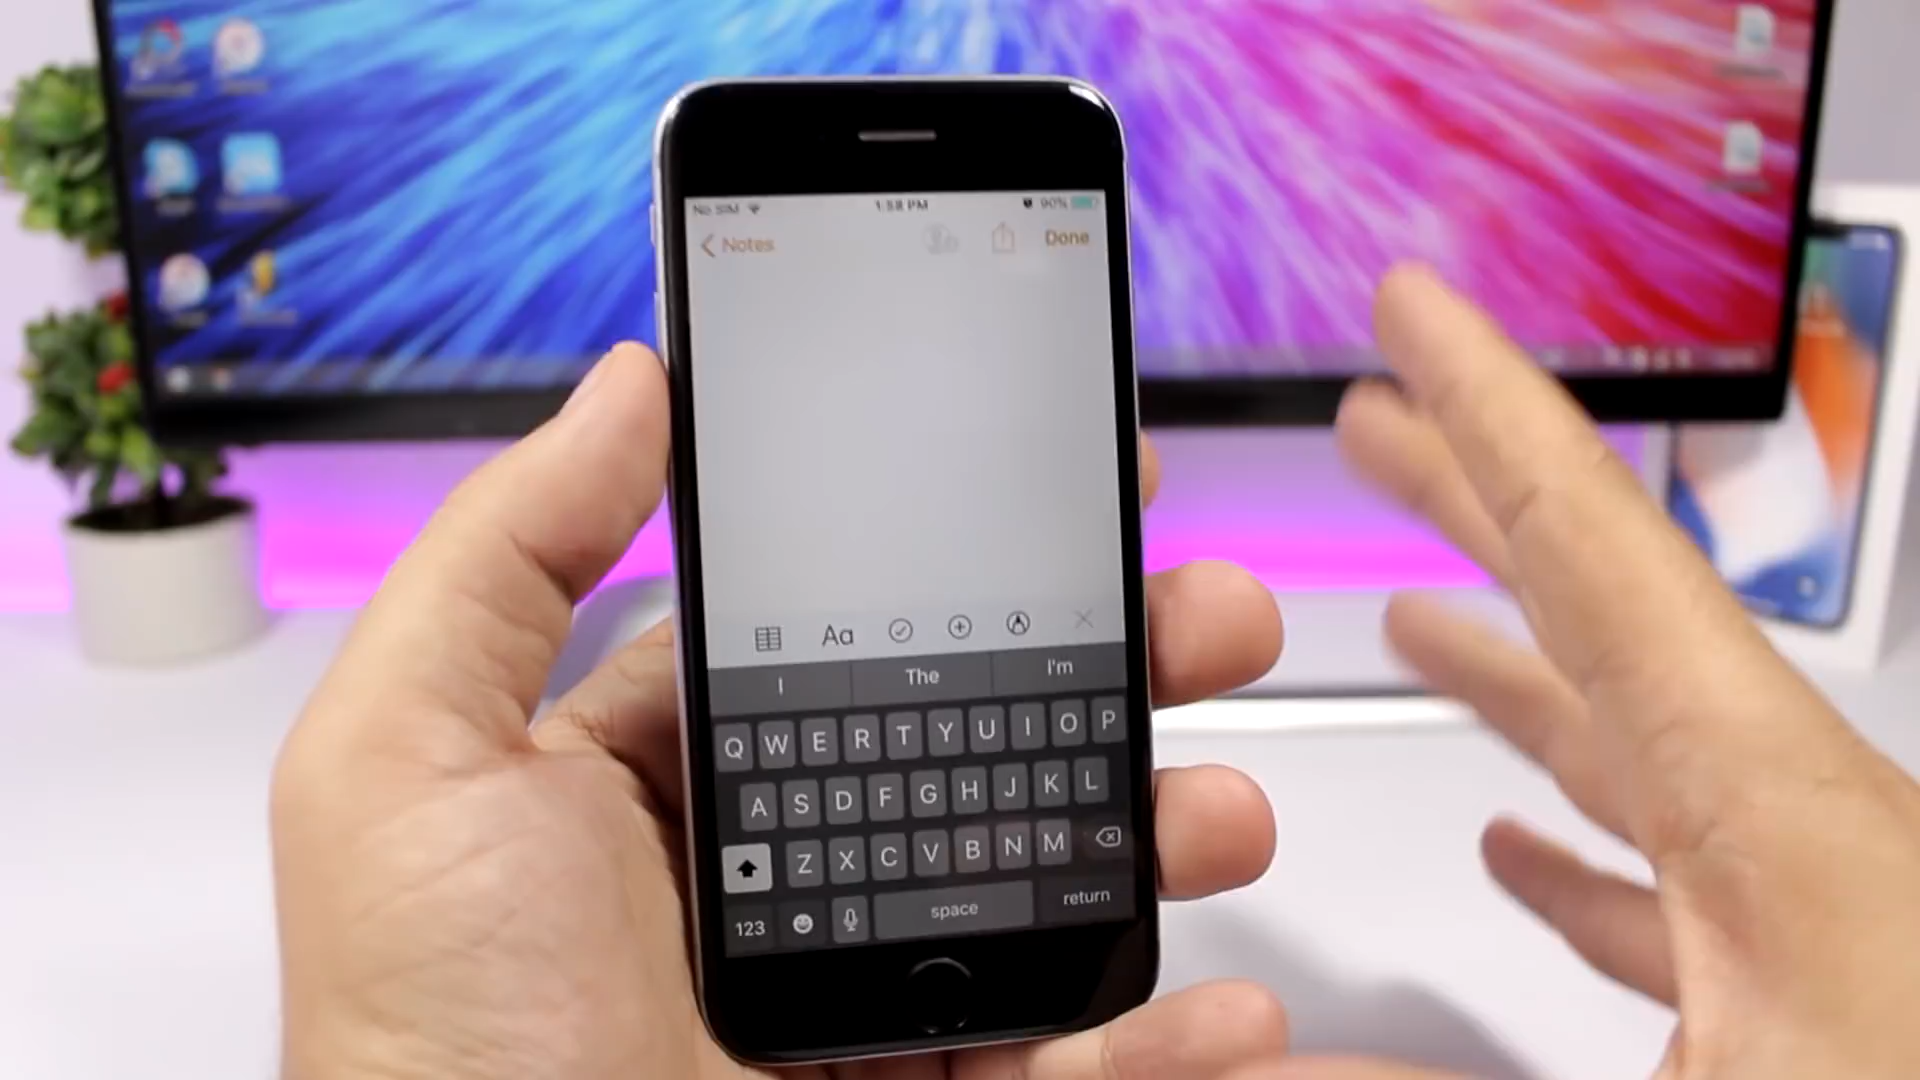 No SIM 1:58 PM 90%
Notes Done
Aa
I The I'm
Q W E R T Y U I O P
A S D F G H J K L
Z X C V B N M
123 space return